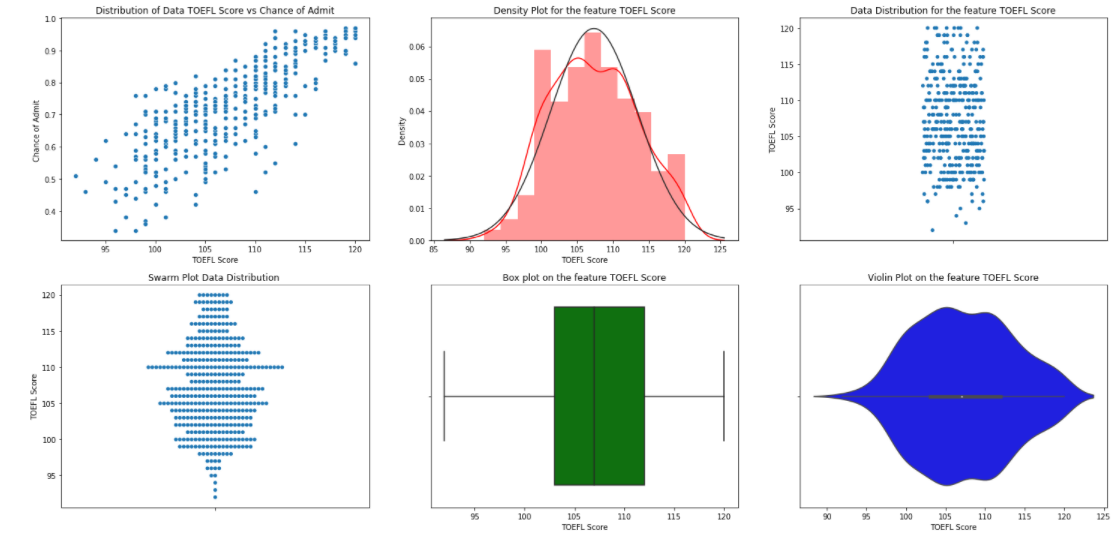 Distribution of Data TOEFL Score vs Chance of Admit
Chance of Admit
1.0
0.9
0.8
0.7
0.6
0.5
0.4
95 100 105 110 115 120
TOEFL Score
Density Plot for the feature TOEFL Score
Density
0.06
0.05
0.04
0.03
0.02
0.01
0.00
85 90 95 100 105 110 115 120 125
TOEFL Score
Data Distribution for the feature TOEFL Score
TOEFL Score
120
115
110
105
100
95
Swarm Plot Data Distribution
TOEFL Score
120
115
110
105
100
95
Box plot on the feature TOEFL Score
95 100 105 110 115 120
TOEFL Score
Violin Plot on the feature TOEFL Score
90 95 100 105 110 115 120 125
TOEFL Score